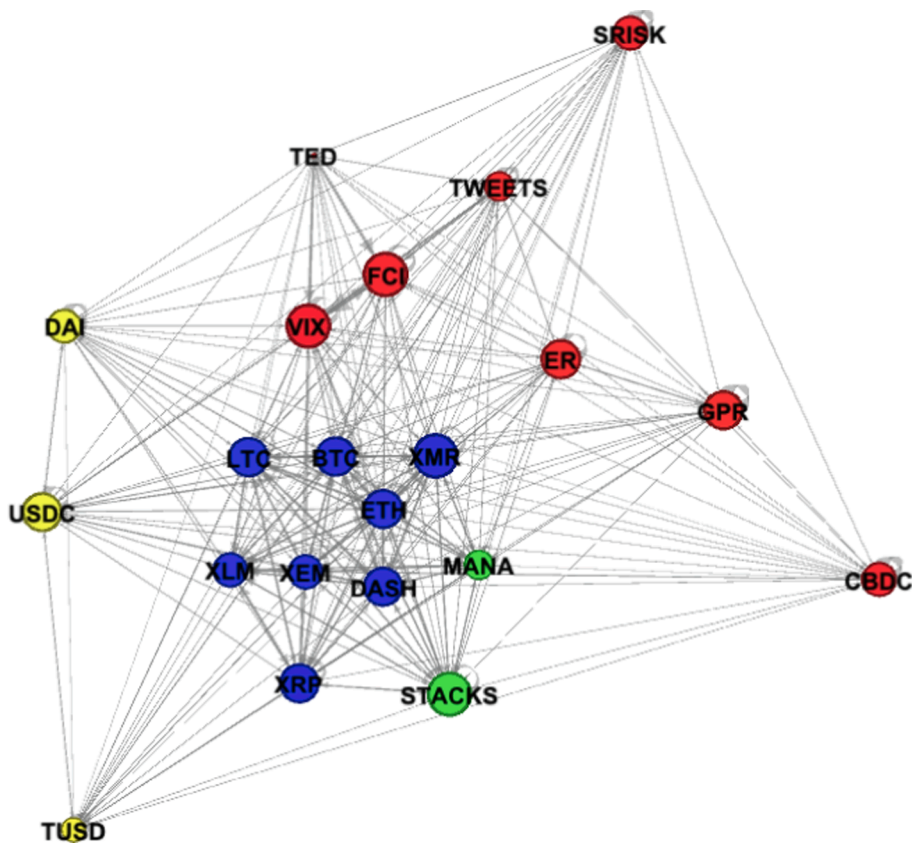 SRISK
TED
TWEETS
FCI
VIX
DAI
ER
GPR
LTC
BTC
XMR
USDC
ETH
XLM
XEM
MANA
DASH
CBDC
XRP
STACKS
TUSD